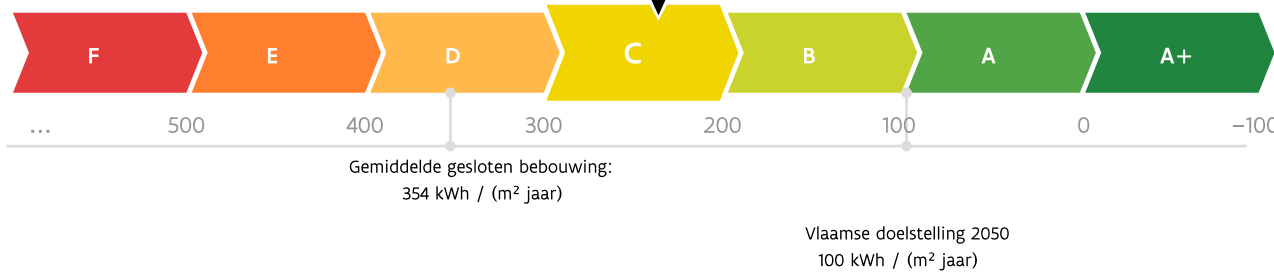 F E D C B A A+
... 500 400 300 200 100 0 –100
Gemiddelde gesloten bebouwing:
354 kWh / (m² jaar)
Vlaamse doelstelling 2050
100 kWh / (m² jaar)